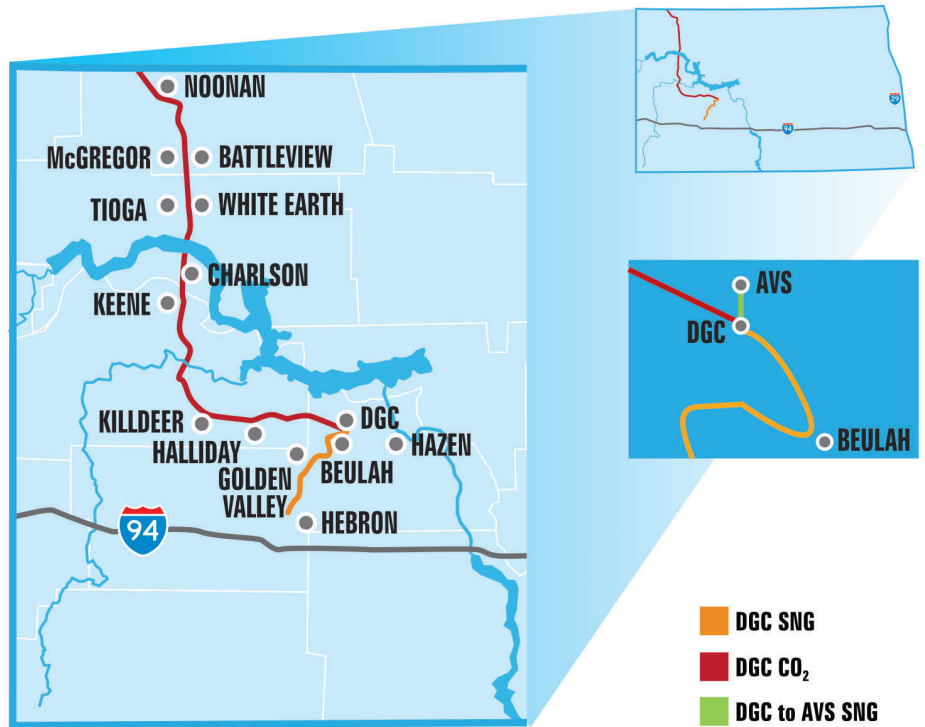 NOONAN
McGREGOR
BATTLEVIEW
TIOGA
WHITE EARTH
CHARLSON
KEENE
KILLDEER
HALLIDAY
GOLDEN
VALLEY
DGC
BEULAH
HAZEN
HEBRON
94
29
94
AVS
DGC
BEULAH
DGC SNG
DGC CO₂
DGC to AVS SNG